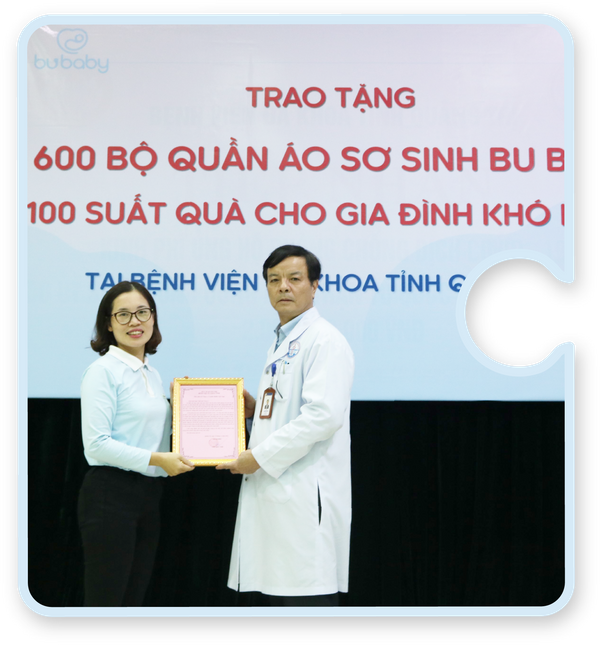 bubaby
TRAO TẶNG
600 BỘ QUẦN ÁO SƠ SINH BU B
100 SUẤT QUÀ CHO GIA ĐÌNH KHÓ
TẠI BỆNH VIỆN KHOA TỈNH Q